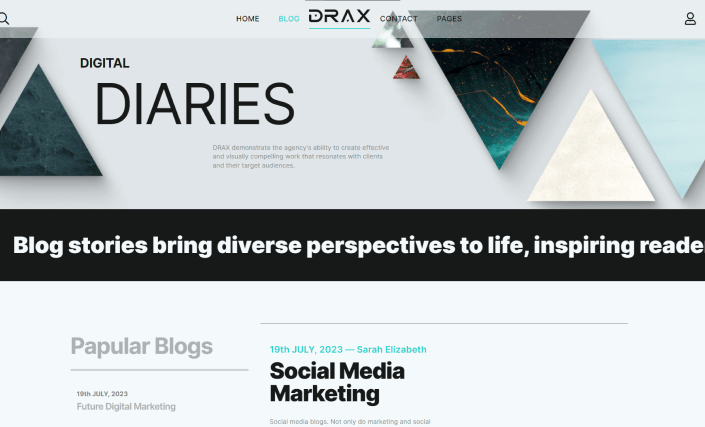 HOME BLOG DRAX CONTACT PAGES
DIGITAL
DIARIES
DRAX demonstrate the agency's ability to create effective
and visually compelling work that resonates with clients
and their target audiences.
Blog stories bring diverse perspectives to life, inspiring reade
Papular Blogs
19th JULY, 2023
Future Digital Marketing
19th JULY, 2023 — Sarah Elizabeth
Social Media
Marketing
Social media blogs. Not only do marketing and social